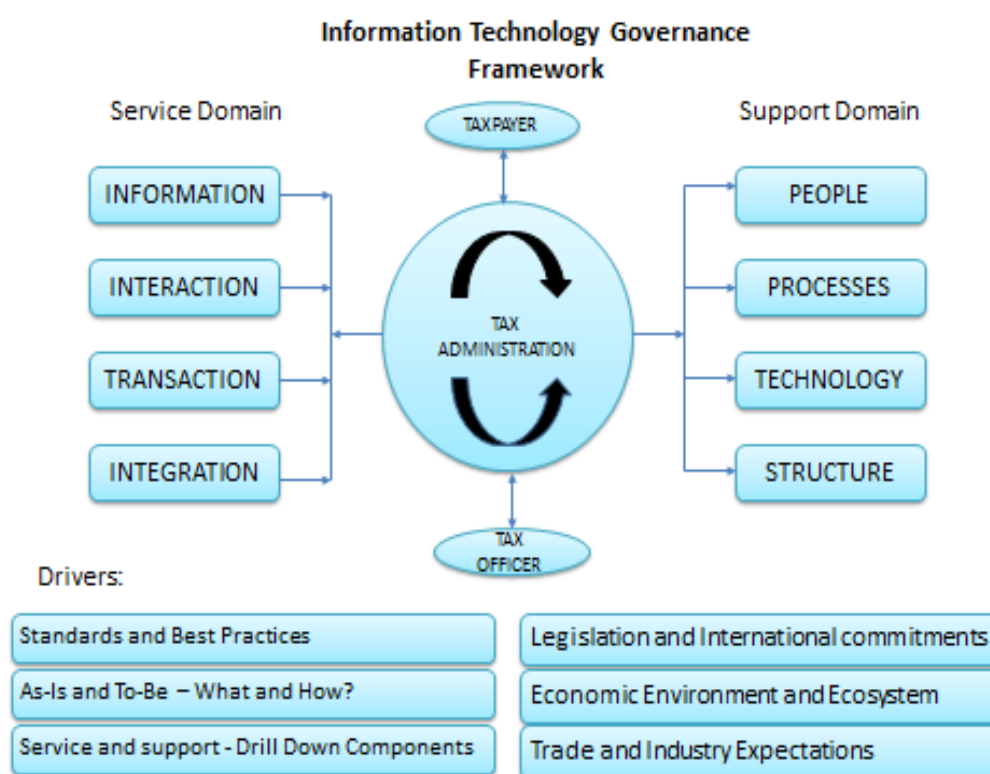 Information Technology Governance
Framework
Service Domain
TAXPAYER
Support Domain
INFORMATION
PEOPLE
INTERACTION
PROCESSES
TAX
ADMINISTRATION
TRANSACTION
TECHNOLOGY
INTEGRATION
STRUCTURE
TAX
OFFICER
Drivers:
Standards and Best Practices
Legislation and International commitments
As-Is and To-Be – What and How?
Economic Environment and Ecosystem
Service and support - Drill Down Components
Trade and Industry Expectations